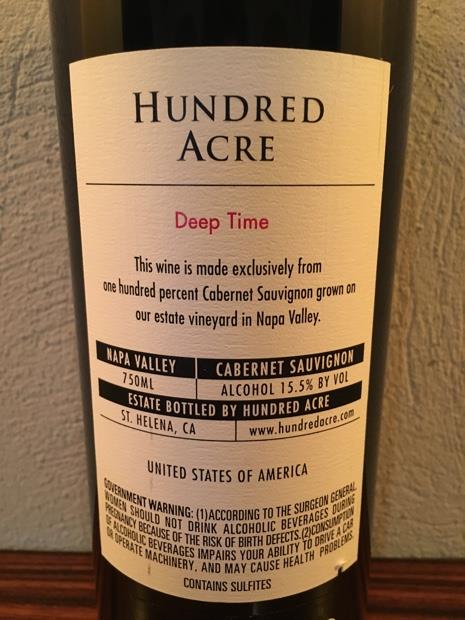 HUNDRED
ACRE
Deep Time
This wine is made exclusively from
one hundred percent Cabernet Sauvignon grown on
our estate vineyard in Napa Valley.
NAPA VALLEY CABERNET SAUVIGNON
750ML ALCOHOL 15.5% BY VOL
ESTATE BOTTLED BY HUNDRED ACRE
ST. HELENA, CA www.hundredacre.com
UNITED STATES OF AMERICA
GOVERNMENT WARNING: (1)ACCORDING TO THE SURGEON GENERAL,
WOMEN SHOULD NOT DRINK ALCOHOLIC BEVERAGES DURING
PREGNANCY BECAUSE OF THE RISK OF BIRTH DEFECTS.(2)CONSUMPTION
OF ALCOHOLIC BEVERAGES IMPAIRS YOUR ABILITY TO DRIVE A CAR
OR OPERATE MACHINERY, AND MAY CAUSE HEALTH PROBLEMS.
CONTAINS SULFITES